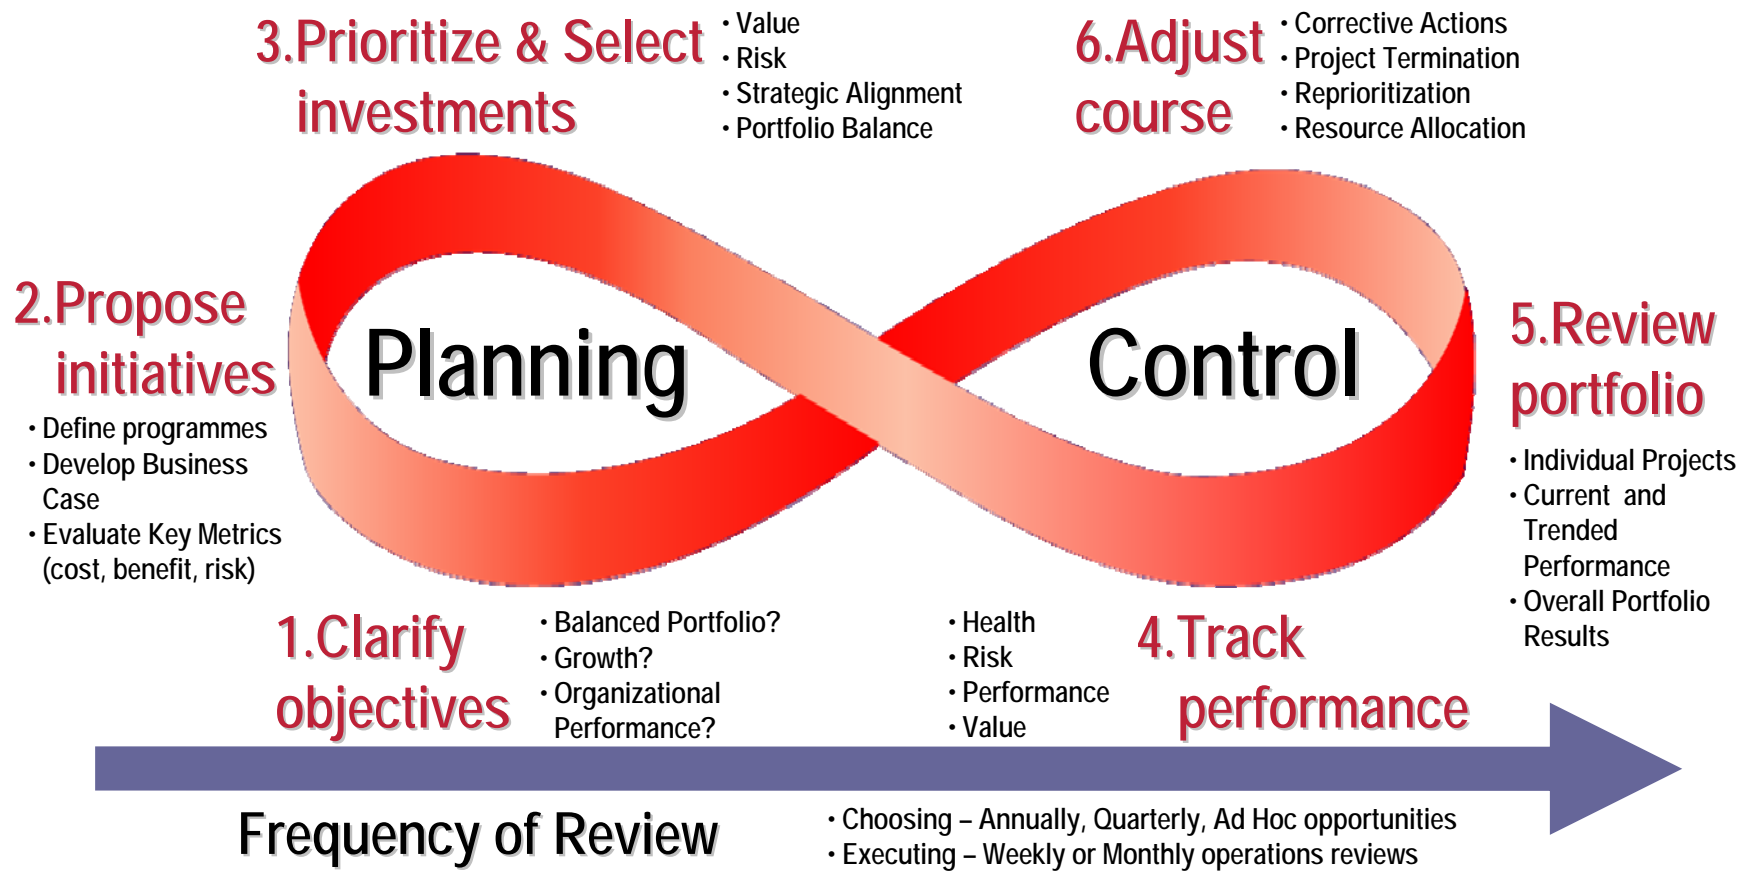 3.Prioritize & Select
investments
• Value
• Risk
• Strategic Alignment
• Portfolio Balance
6.Adjust
course
• Corrective Actions
• Project Termination
• Reprioritization
• Resource Allocation
2.Propose
initiatives
• Define programmes
• Develop Business
Case
• Evaluate Key Metrics
(cost, benefit, risk)
Planning
Control
5.Review
portfolio
• Individual Projects
• Current and
Trended
Performance
• Overall Portfolio
Results
1.Clarify
objectives
• Balanced Portfolio?
• Growth?
• Organizational
Performance?
• Health
• Risk
• Performance
• Value
4.Track
performance
Frequency of Review
• Choosing – Annually, Quarterly, Ad Hoc opportunities
• Executing – Weekly or Monthly operations reviews